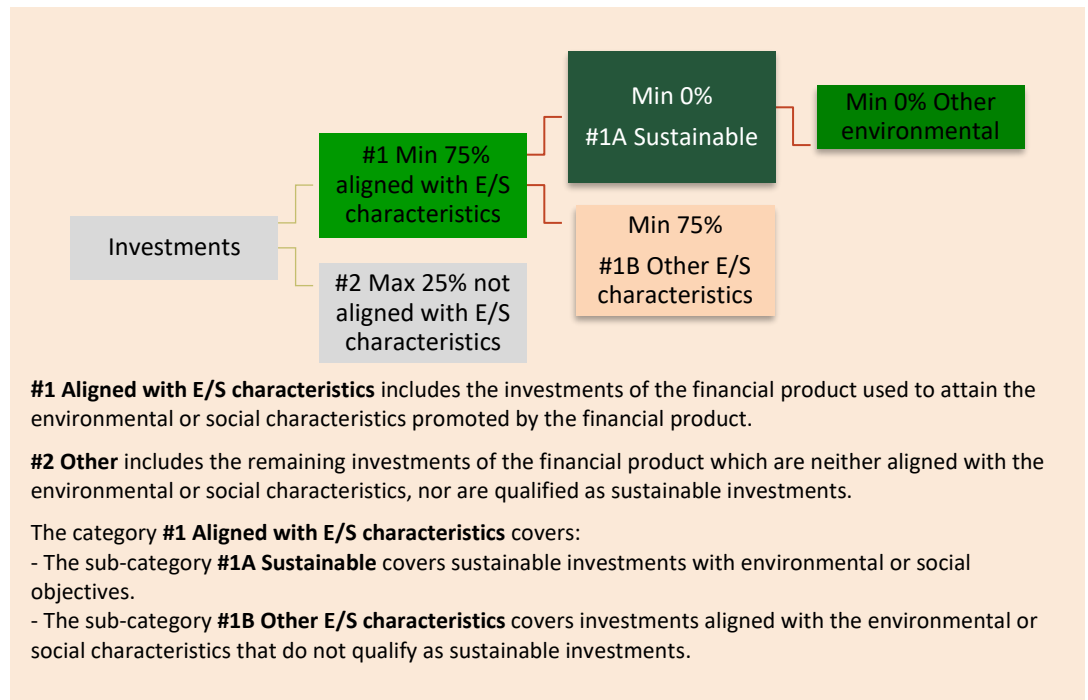 Investments
#1 Min 75%
aligned with E/S
characteristics
#2 Max 25% not
aligned with E/S
characteristics
Min 0%
#1A Sustainable
Min 75%
#1B Other E/S
characteristics
Min 0% Other
environmental
#1 Aligned with E/S characteristics includes the investments of the financial product used to attain the
environmental or social characteristics promoted by the financial product.
#2 Other includes the remaining investments of the financial product which are neither aligned with the
environmental or social characteristics, nor are qualified as sustainable investments.
The category #1 Aligned with E/S characteristics covers:
- The sub-category #1A Sustainable covers sustainable investments with environmental or social
objectives.
- The sub-category #1B Other E/S characteristics covers investments aligned with the environmental or
social characteristics that do not qualify as sustainable investments.